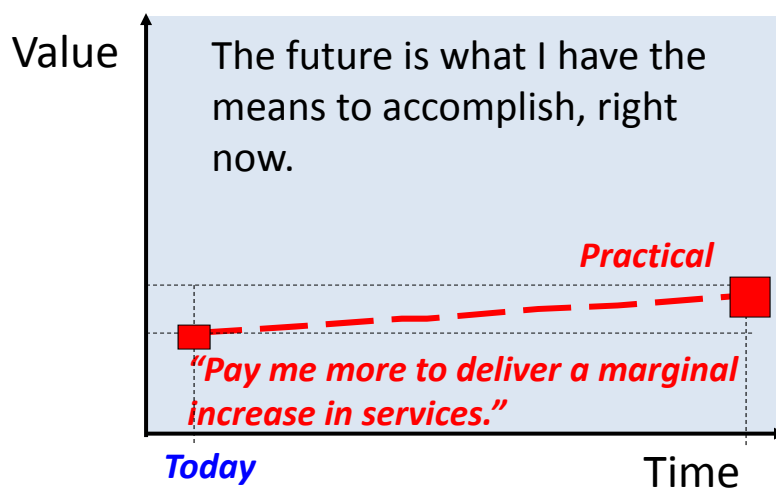 Value
The future is what I have the
means to accomplish, right
now.
Practical
“Pay me more to deliver a marginal
increase in services.”
Today
Time